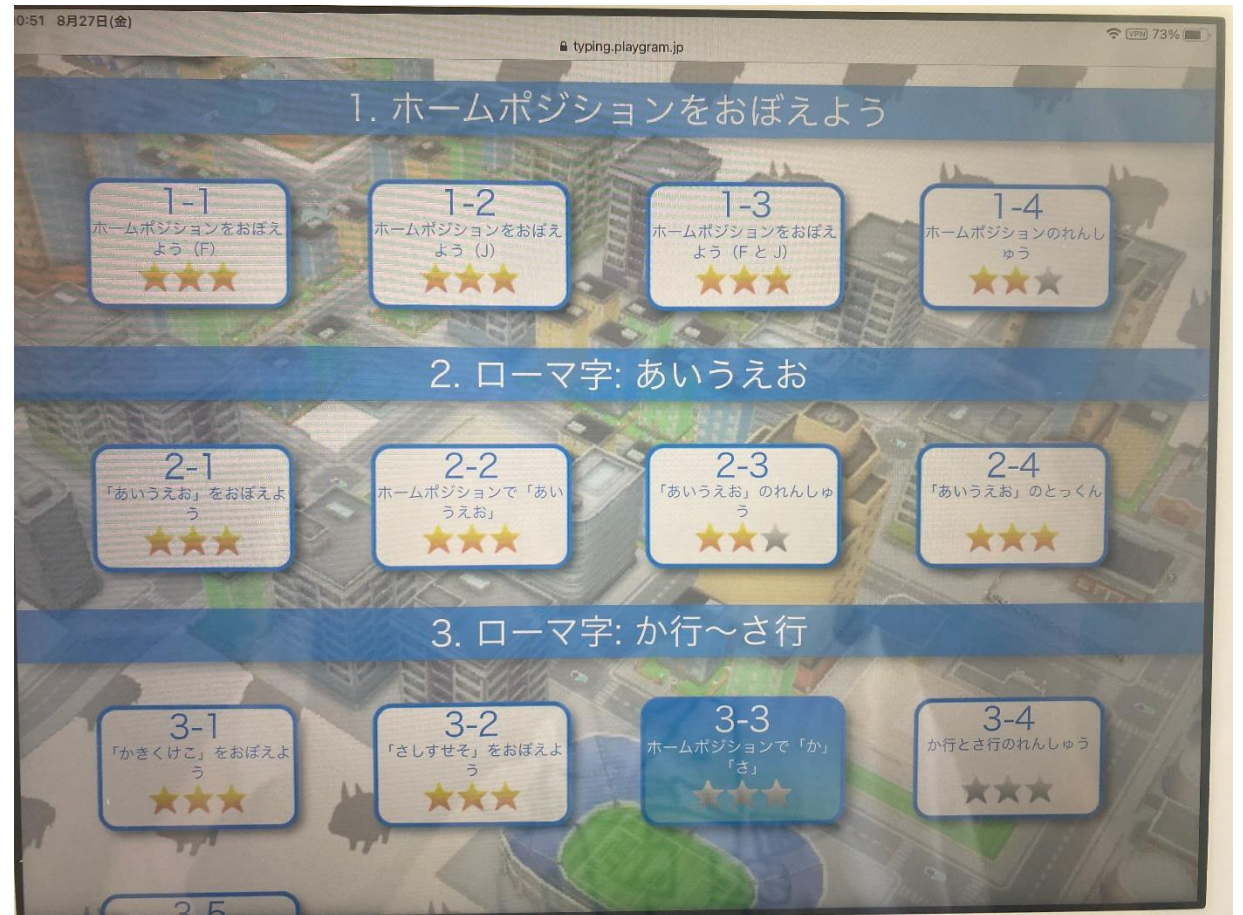 0:51 8月27日(金)
typing.playgram.jp
VPN 73%
1. ホームポジションをおぼえよう
1-1
ホームポジションをおぼえ
よう（F）
1-2
ホームポジションをおぼえ
よう（J）
1-3
ホームポジションをおぼえ
よう（F と J）
1-4
ホームポジションのれんし
ゅう
2. ローマ字: あいうえお
2-1
「あいうえお」をおぼえよ
う
2-2
ホームポジションで「あい
うえお」
2-3
「あいうえお」のれんしゅ
う
2-4
「あいうえお」のとっくん
3. ローマ字: か行〜さ行
3-1
「かきくけこ」をおぼえよ
う
3-2
「さしすせそ」をおぼえよ
う
3-3
ホームポジションで「か」
「さ」
3-4
か行とさ行のれんしゅう
3-5